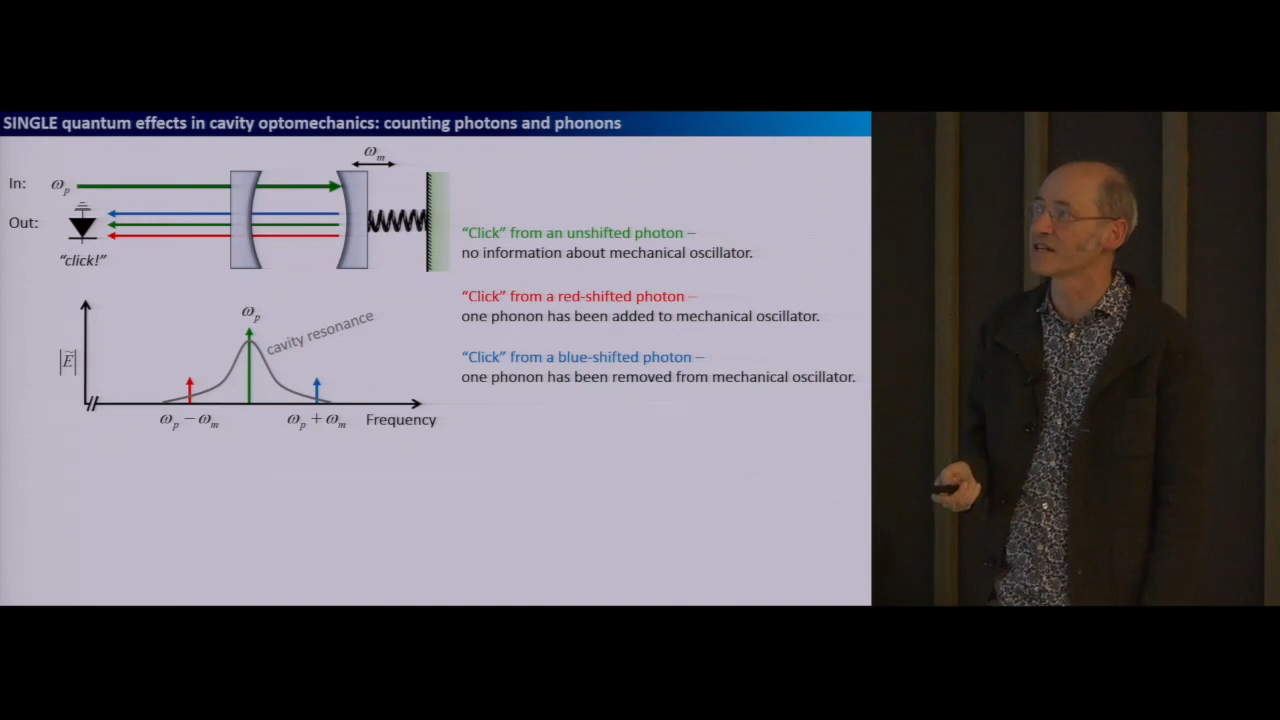 SINGLE quantum effects in cavity optomechanics: counting photons and phonons
ωm
In: ωp
Out:
"click!"
"Click" from an unshifted photon –
no information about mechanical oscillator.
"Click" from a red-shifted photon –
one phonon has been added to mechanical oscillator.
"Click" from a blue-shifted photon –
one phonon has been removed from mechanical oscillator.
ωp
cavity resonance
|Ẽ|
ωp − ωm
ωp + ωm
Frequency